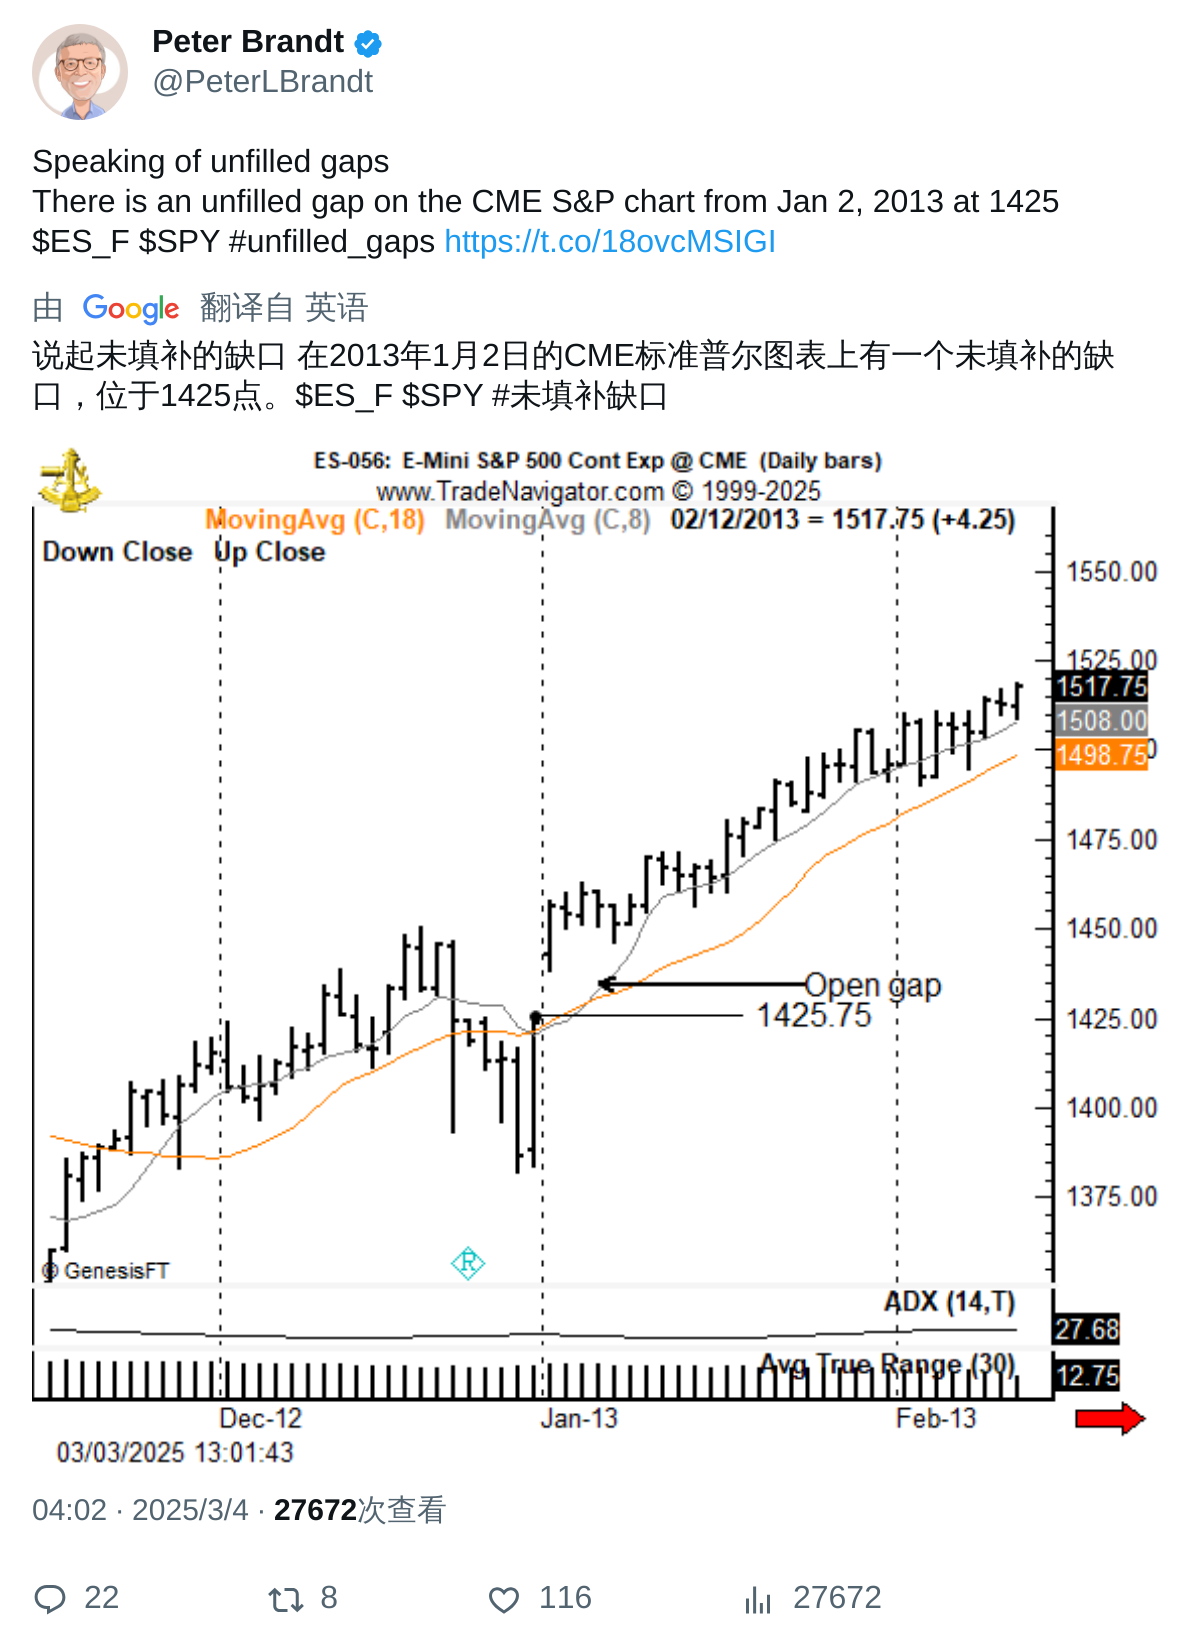 Peter Brandt
@PeterLBrandt
Speaking of unfilled gaps
There is an unfilled gap on the CME S&P chart from Jan 2, 2013 at 1425
$ES_F $SPY #unfilled_gaps https://t.co/18ovcMSIGI
由 Google 翻译自 英语
说起未填补的缺口 在2013年1月2日的CME标准普尔图表上有一个未填补的缺
口，位于1425点。$ES_F $SPY #未填补缺口
ES-056: E-Mini S&P 500 Cont Exp @ CME (Daily bars)
www.TradeNavigator.com © 1999-2025
MovingAvg (C,18) MovingAvg (C,8) 02/12/2013 = 1517.75 (+4.25)
Down Close Up Close
1550.00
1525.00
1517.75
1508.00
1498.75
1475.00
1450.00
Open gap
1425.75
1425.00
1400.00
1375.00
R
© GenesisFT
ADX (14,T)
27.68
Avg True Range (30)
12.75
Dec-12 Jan-13 Feb-13
03/03/2025 13:01:43
04:02 · 2025/3/4 · 27672次查看
22 8 116 27672